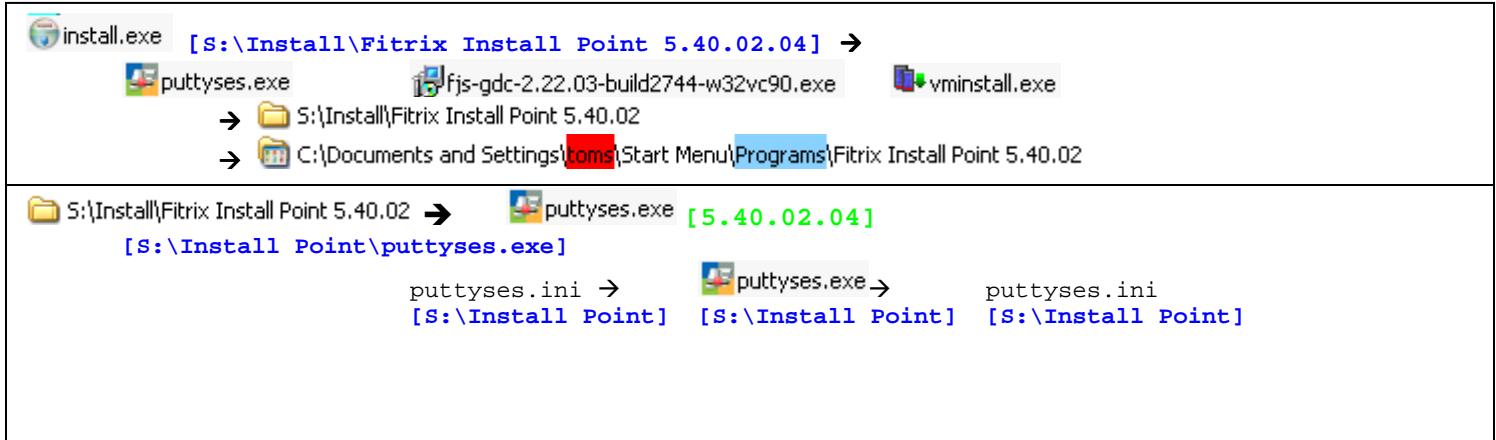 install.exe [S:\Install\Fitrix Install Point 5.40.02.04] →
puttyses.exe fjs-gdc-2.22.03-build2744-w32vc90.exe vminstall.exe
→ S:\Install\Fitrix Install Point 5.40.02
→ C:\Documents and Settings\toms\Start Menu\Programs\Fitrix Install Point 5.40.02
S:\Install\Fitrix Install Point 5.40.02 → puttyses.exe [5.40.02.04]
[S:\Install Point\puttyses.exe]
puttyses.ini → puttyses.exe → puttyses.ini
[S:\Install Point] [S:\Install Point] [S:\Install Point]